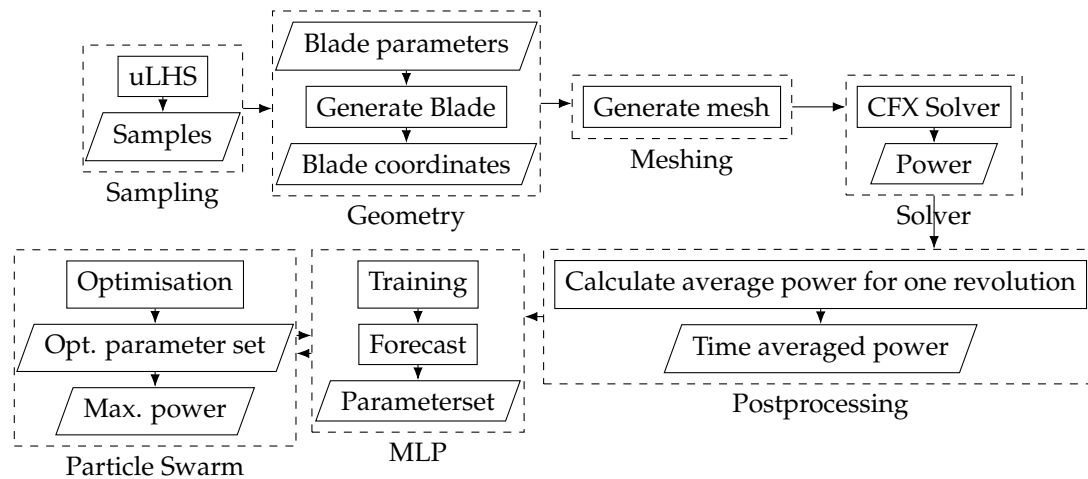 uLHS
Samples
Sampling
Blade parameters
Generate Blade
Blade coordinates
Geometry
Generate mesh
Meshing
CFX Solver
Power
Solver
Optimisation
Opt. parameter set
Max. power
Particle Swarm
Training
Forecast
Parameterset
MLP
Calculate average power for one revolution
Time averaged power
Postprocessing